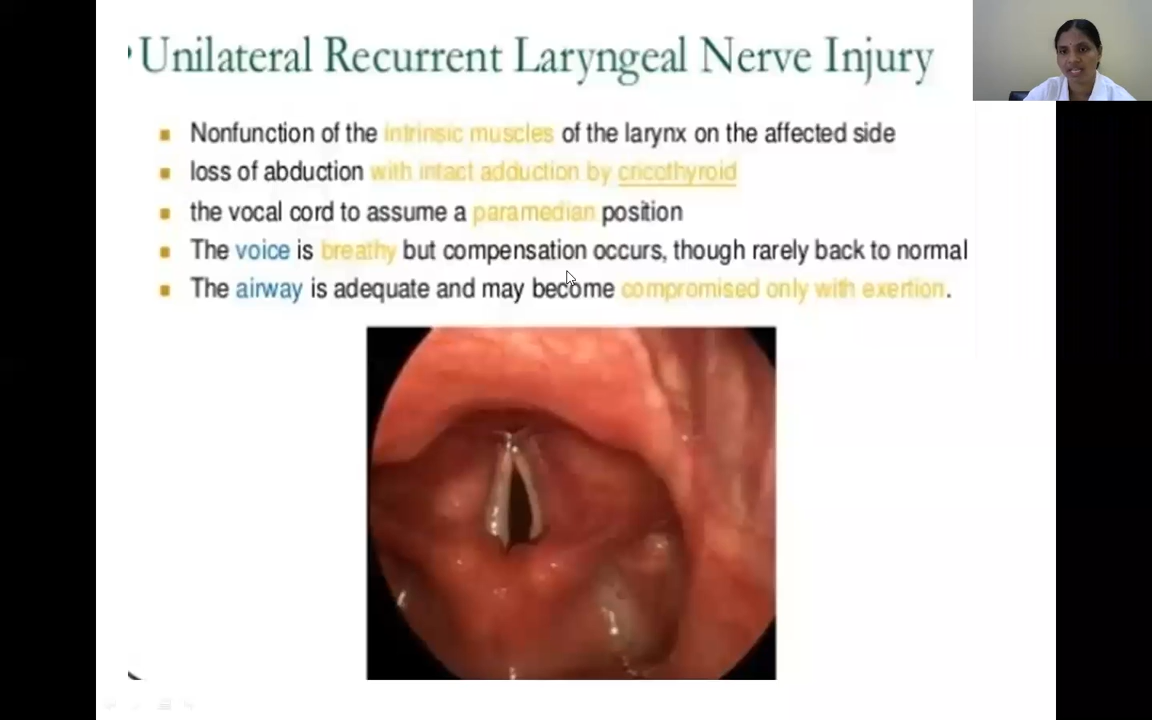 Unilateral Recurrent Laryngeal Nerve Injury
Nonfunction of the intrinsic muscles of the larynx on the affected side
loss of abduction with intact adduction by cricothyroid
the vocal cord to assume a paramedian position
The voice is breathy but compensation occurs, though rarely back to normal
The airway is adequate and may become compromised only with exertion.